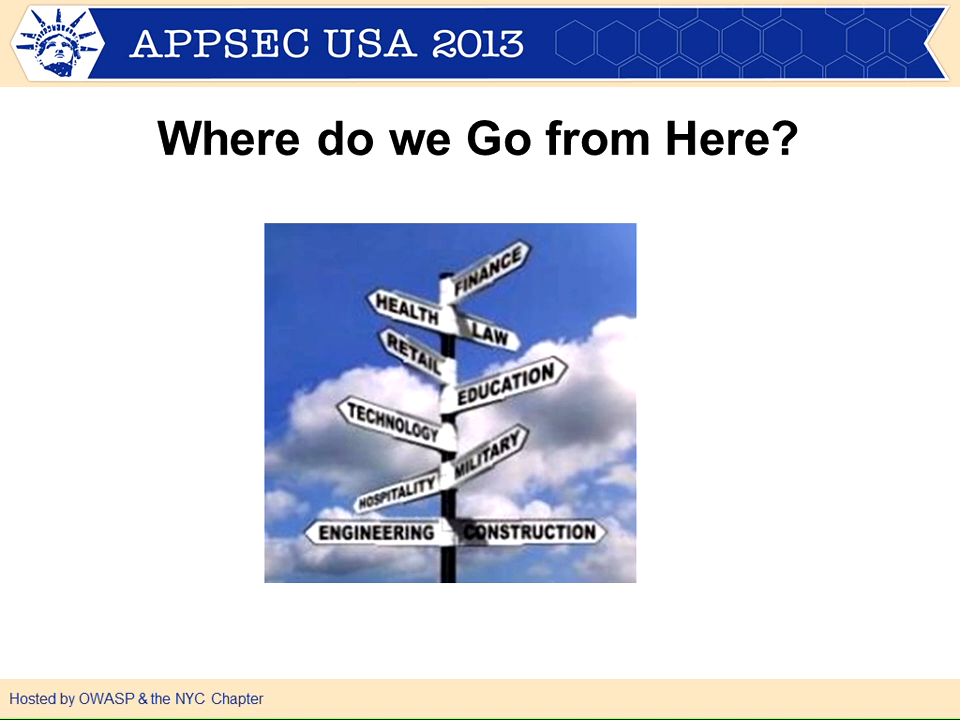 APPSEC USA 2013
Where do we Go from Here?
FINANCE
HEALTH
LAW
RETAIL
EDUCATION
TECHNOLOGY
MILITARY
HOSPITALITY
ENGINEERING
CONSTRUCTION
Hosted by OWASP & the NYC Chapter